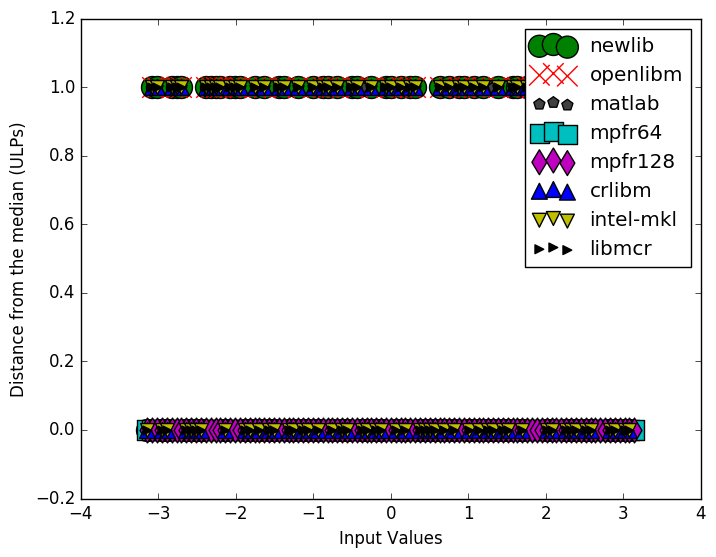 1.2
1.0
0.8
0.6
0.4
0.2
0.0
−0.2
−4
−3
−2
−1
0
1
2
3
4
Distance from the median (ULPs)
Input Values
newlib
openlibm
matlab
mpfr64
mpfr128
crlibm
intel-mkl
libmcr